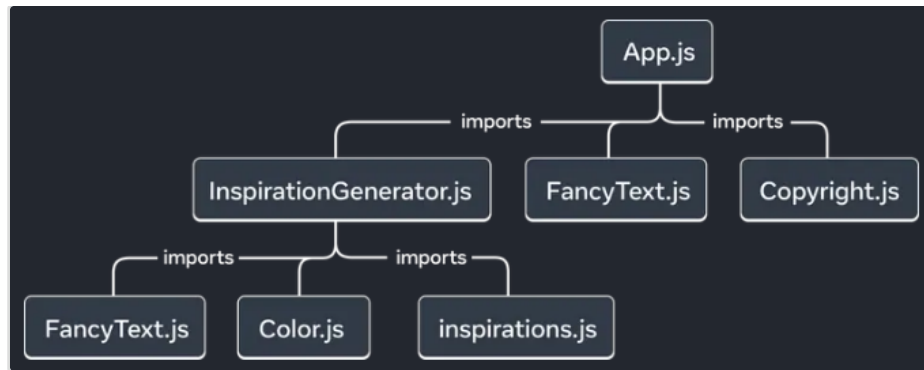 App.js
imports
imports
InspirationGenerator.js
FancyText.js
Copyright.js
imports
imports
FancyText.js
Color.js
inspirations.js